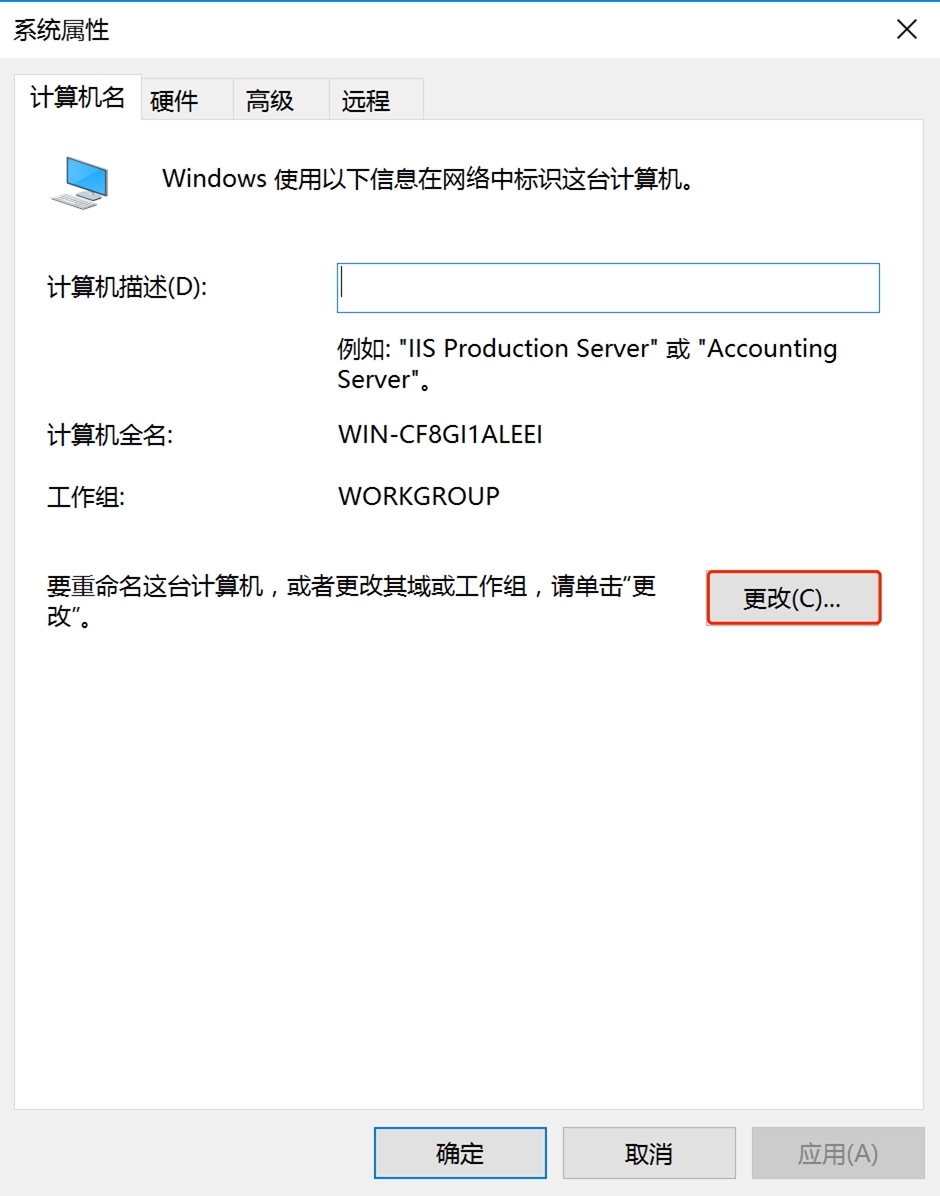 系统属性
计算机名 硬件 高级 远程
Windows 使用以下信息在网络中标识这台计算机。
计算机描述(D):
例如: "IIS Production Server" 或 "Accounting
Server"。
计算机全名: WIN-CF8GI1ALEEI
工作组: WORKGROUP
要重命名这台计算机，或者更改其域或工作组，请单击“更
改”。
更改(C)...
确定 取消 应用(A)